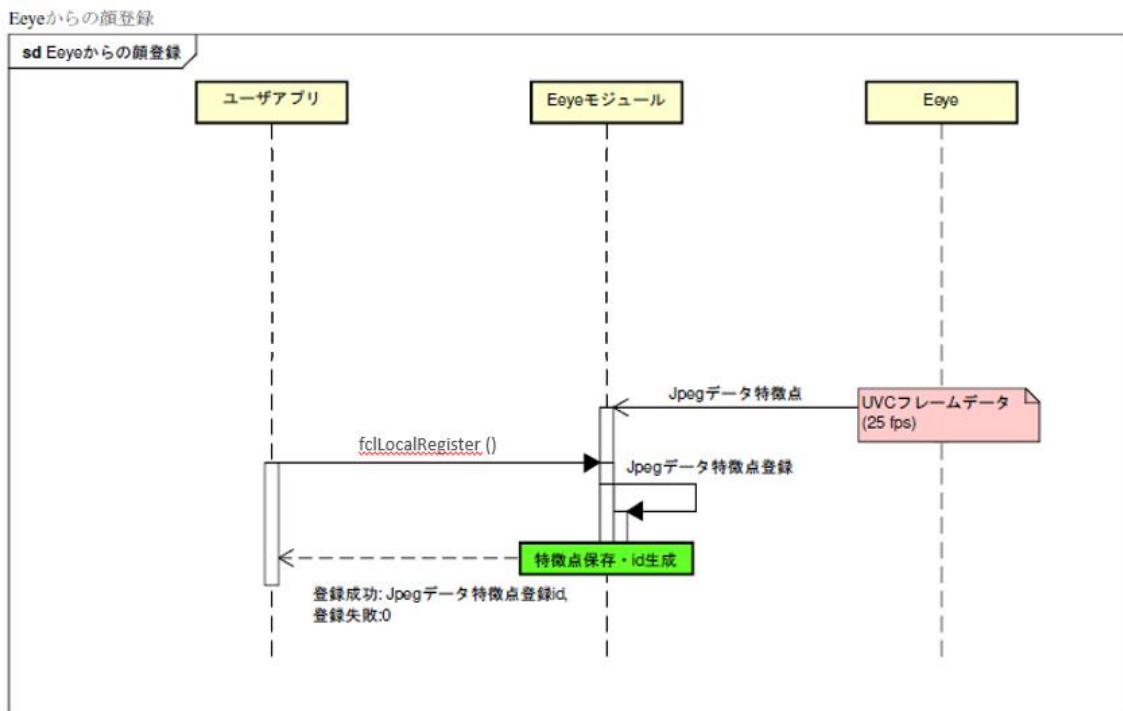 Eeyeからの顔登録
sd Eeyeからの顔登録
ユーザアプリ
Eeyeモジュール
Eeye
Jpegデータ特徴点
UVCフレームデータ
(25 fps)
fclLocalRegister ()
Jpegデータ特徴点登録
特徴点保存・id生成
登録成功: Jpegデータ特徴点登録id,
登録失敗:0